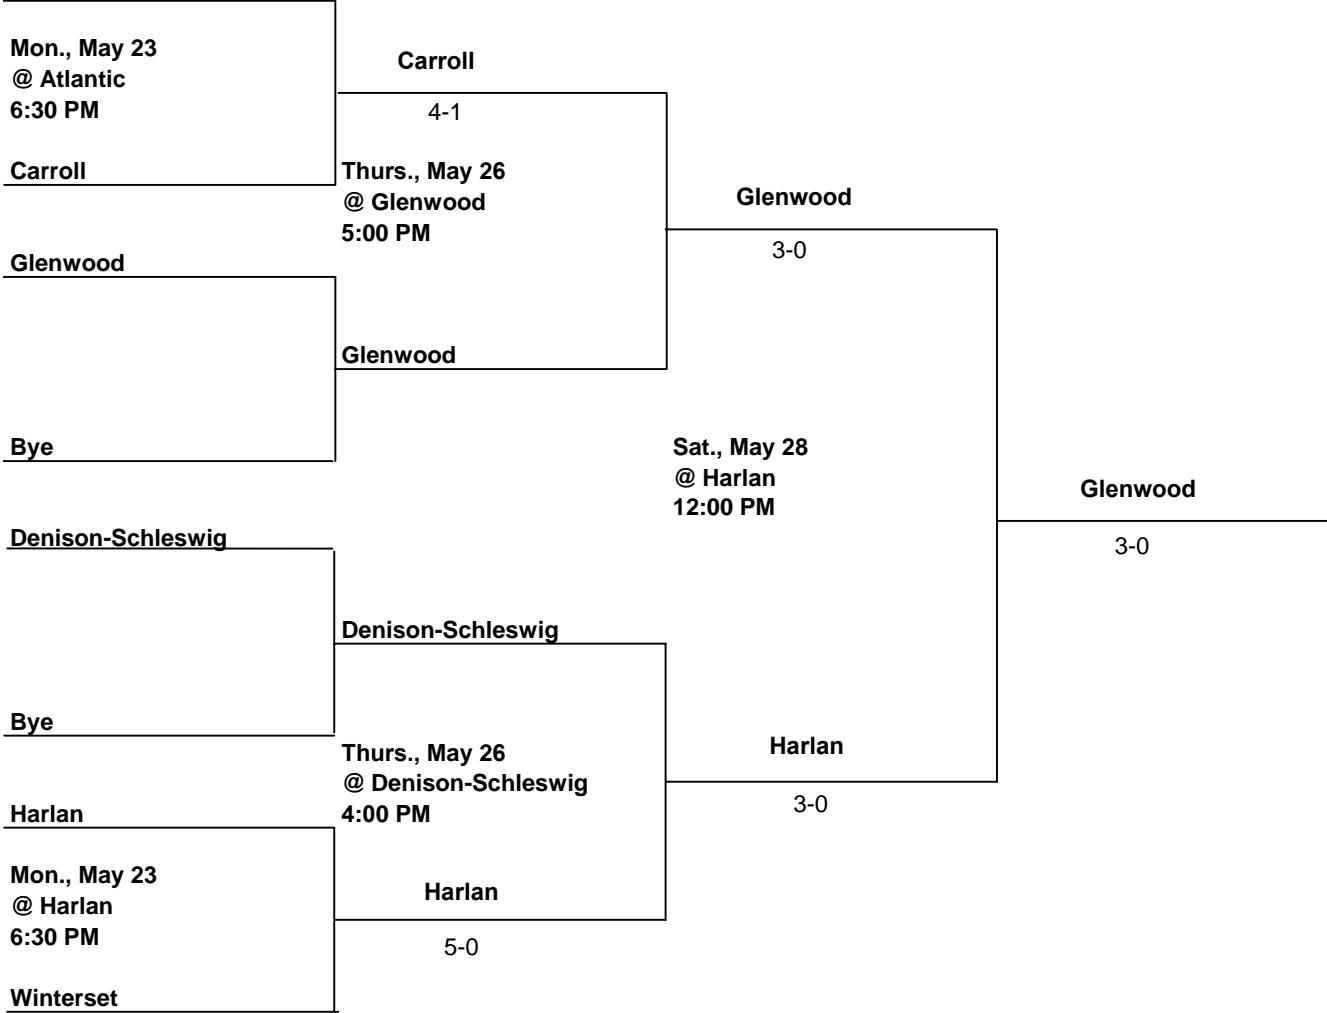 Mon., May 23
@ Atlantic
6:30 PM
Carroll
Carroll
4-1
Thurs., May 26
@ Glenwood
5:00 PM
Glenwood
Glenwood
3-0
Glenwood
Bye
Sat., May 28
@ Harlan
12:00 PM
Glenwood
3-0
Denison-Schleswig
Denison-Schleswig
Bye
Thurs., May 26
@ Denison-Schleswig
4:00 PM
Harlan
3-0
Harlan
Mon., May 23
@ Harlan
6:30 PM
Harlan
5-0
Winterset